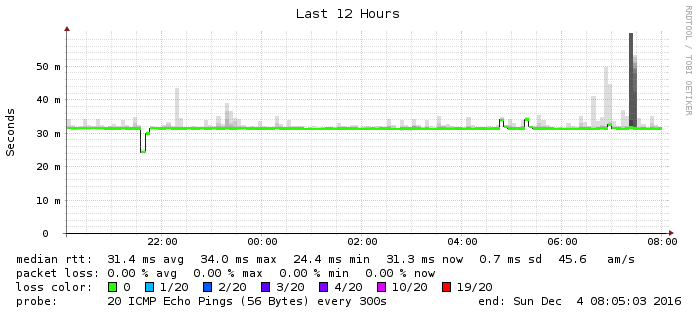 Last 12 Hours
RRDTOOL / TOBI OETIKER
Seconds
50 m
40 m
30 m
20 m
10 m
0
22:00 00:00 02:00 04:00 06:00 08:00
median rtt: 31.4 ms avg 34.0 ms max 24.4 ms min 31.3 ms now 0.7 ms sd 45.6 am/s
packet loss: 0.00 % avg 0.00 % max 0.00 % min 0.00 % now
loss color: 0 1/20 2/20 3/20 4/20 10/20 19/20
probe: 20 ICMP Echo Pings (56 Bytes) every 300s end: Sun Dec 4 08:05:03 2016